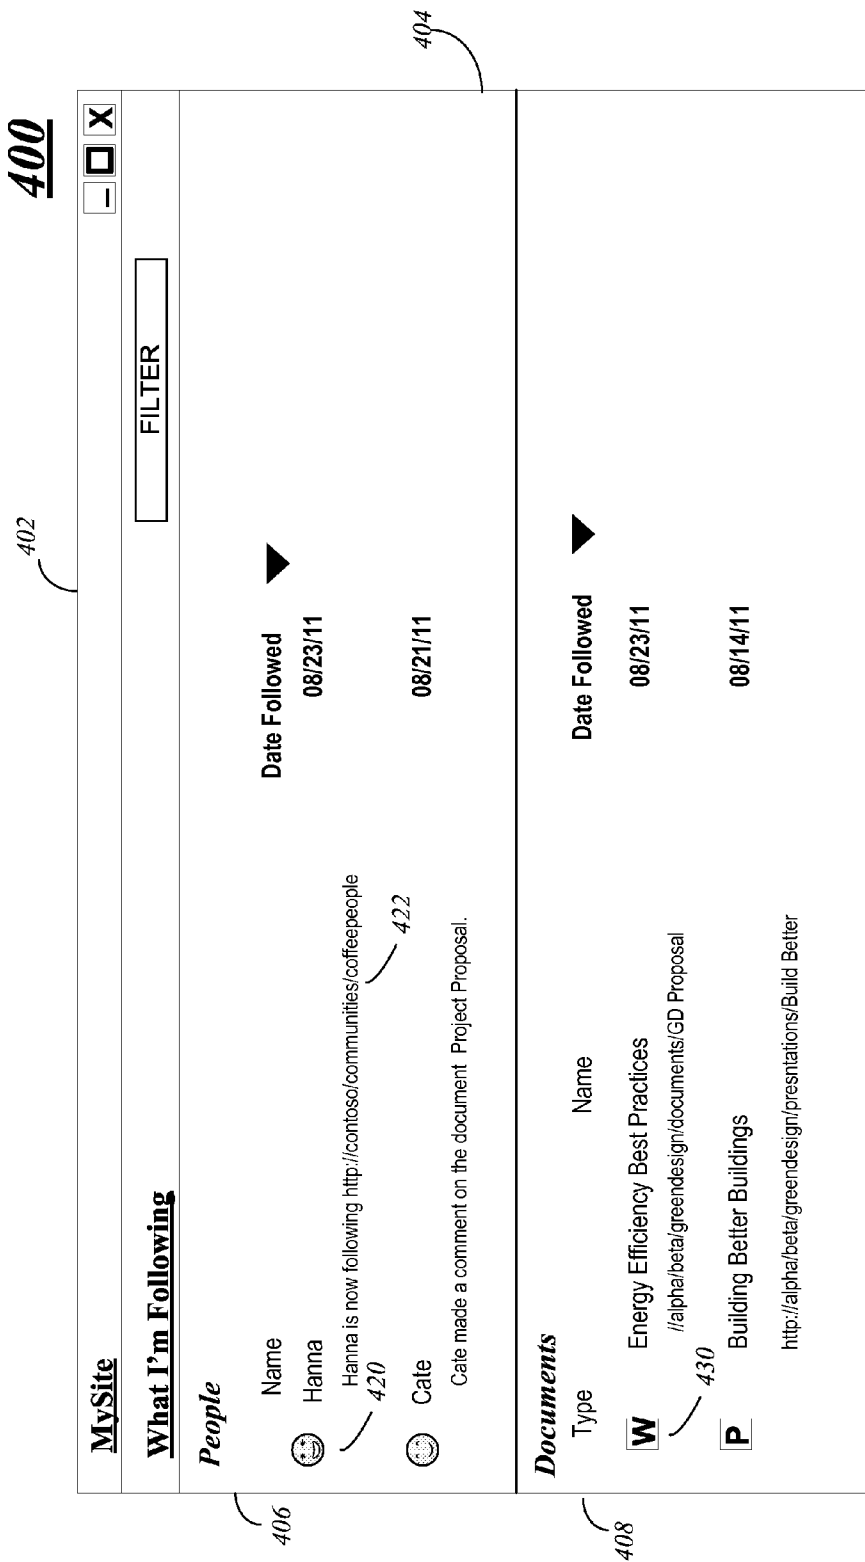 400
402
MySite
_ X
What I'm Following
FILTER
404
406
People
Name
Date Followed
Hanna
08/23/11
Hanna is now following http://contoso/communities/coffeepeople
420
422
Cate
08/21/11
Cate made a comment on the document Project Proposal.
408
Documents
Type
Name
Date Followed
W
Energy Efficiency Best Practices
08/23/11
//alpha/beta/greendesign/documents/GD Proposal
430
P
Building Better Buildings
08/14/11
http://alpha/beta/greendesign/presntations/Build Better